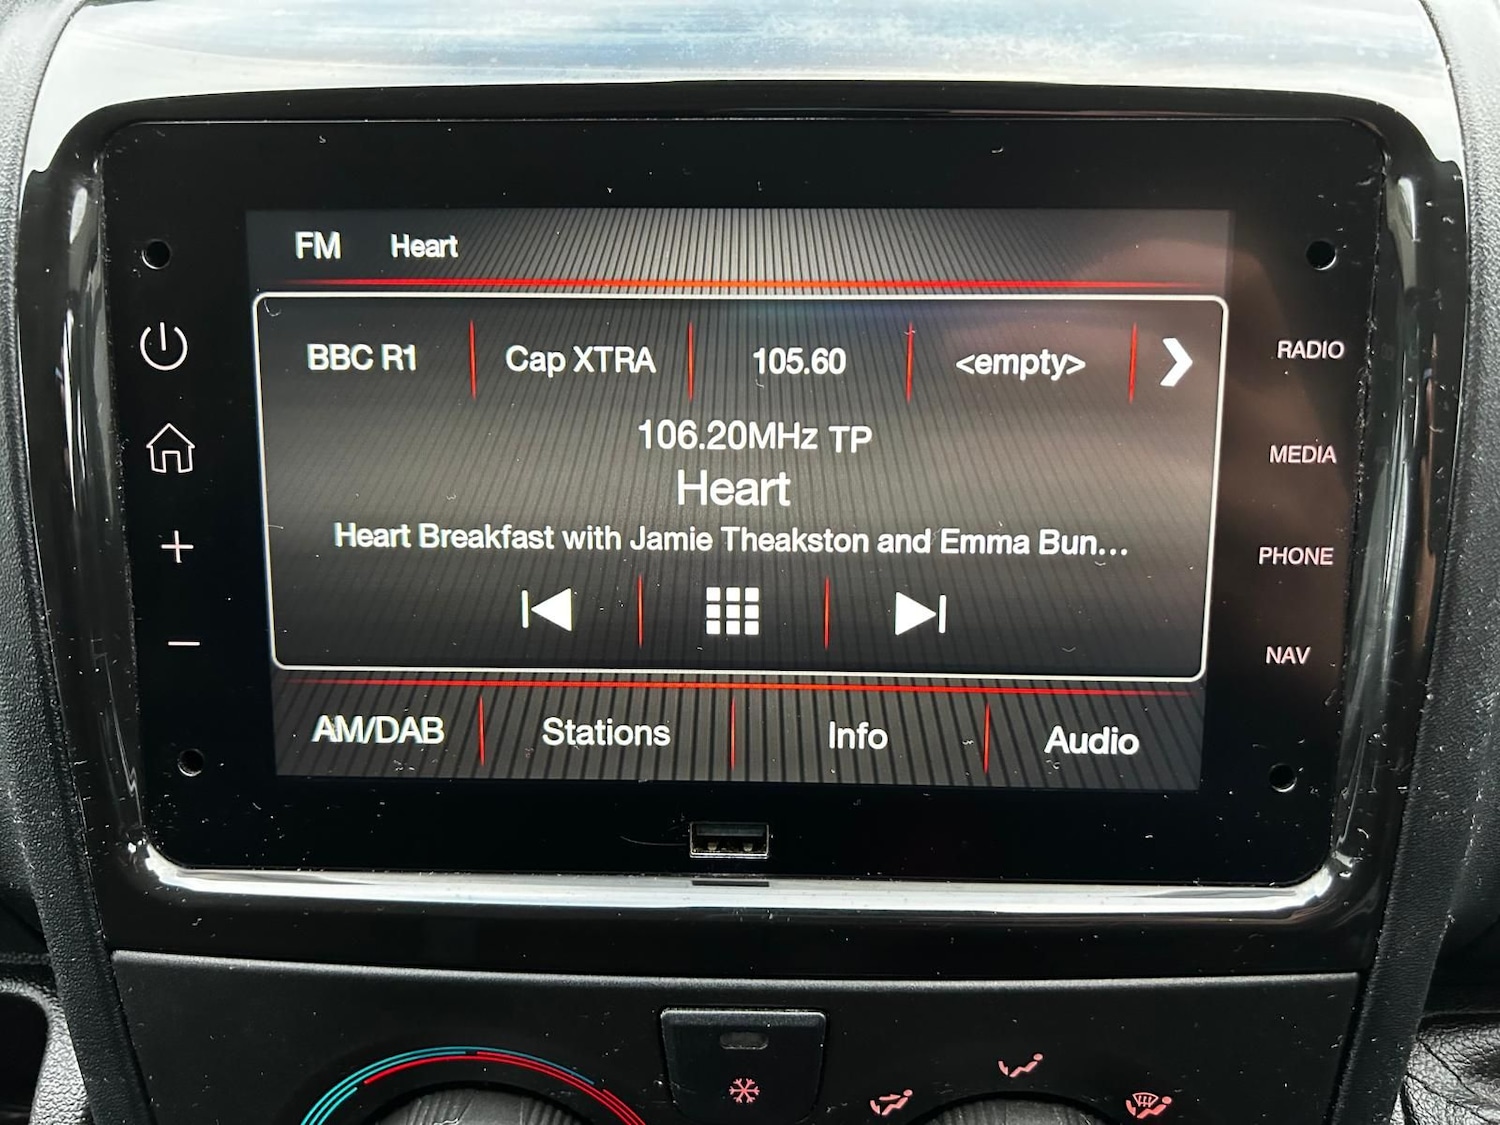 FM Heart
BBC R1 Cap XTRA 105.60 <empty>
106.20MHz TP
Heart
Heart Breakfast with Jamie Theakston and Emma Bun...
AM/DAB Stations Info Audio
RADIO
MEDIA
PHONE
NAV